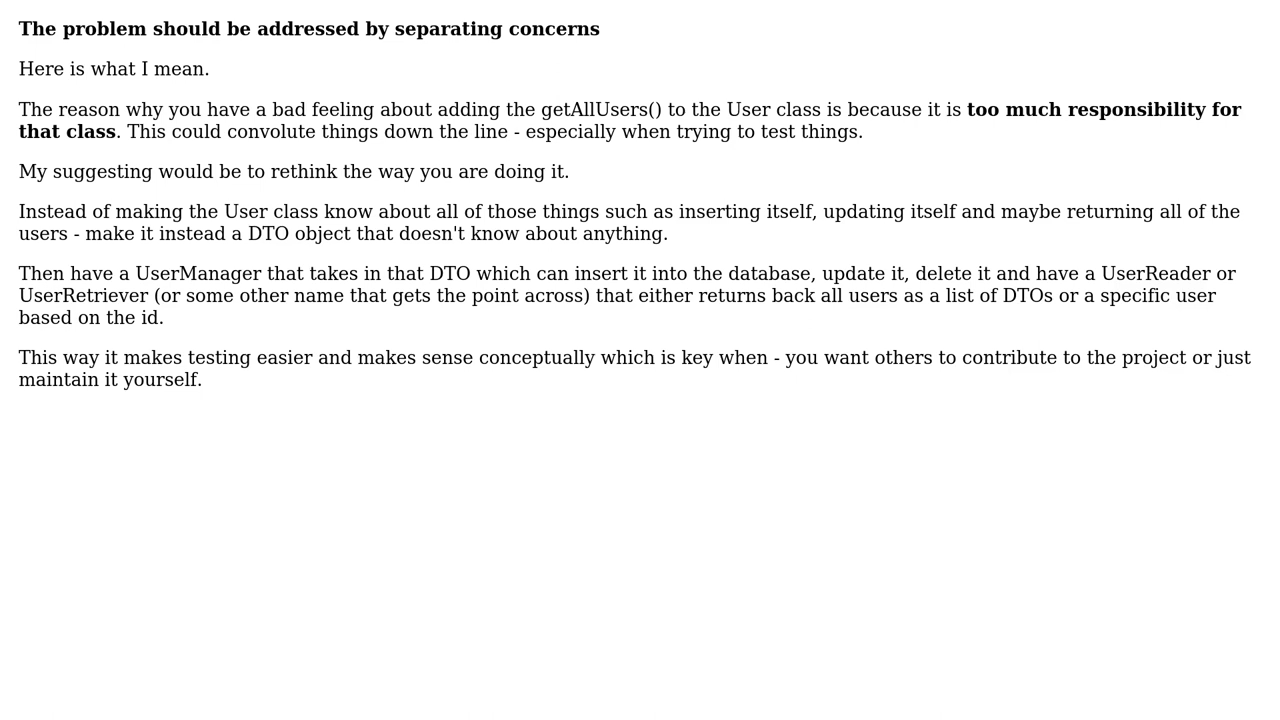 The problem should be addressed by separating concerns
Here is what I mean.
The reason why you have a bad feeling about adding the getAllUsers() to the User class is because it is too much responsibility for
that class. This could convolute things down the line - especially when trying to test things.
My suggesting would be to rethink the way you are doing it.
Instead of making the User class know about all of those things such as inserting itself, updating itself and maybe returning all of the
users - make it instead a DTO object that doesn't know about anything.
Then have a UserManager that takes in that DTO which can insert it into the database, update it, delete it and have a UserReader or
UserRetriever (or some other name that gets the point across) that either returns back all users as a list of DTOs or a specific user
based on the id.
This way it makes testing easier and makes sense conceptually which is key when - you want others to contribute to the project or just
maintain it yourself.